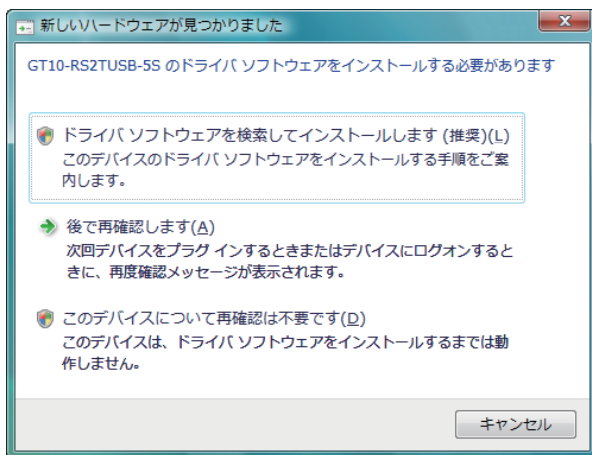 新しいハードウェアが見つかりました
GT10-RS2TUSB-5S のドライバ ソフトウェアをインストールする必要があります
ドライバ ソフトウェアを検索してインストールします (推奨)(L)
このデバイスのドライバ ソフトウェアをインストールする手順をご案
内します。
後で再確認します(A)
次回デバイスをプラグ インするときまたはデバイスにログオンすると
きに、再度確認メッセージが表示されます。
このデバイスについて再確認は不要です(D)
このデバイスは、ドライバ ソフトウェアをインストールするまでは動
作しません。
キャンセル